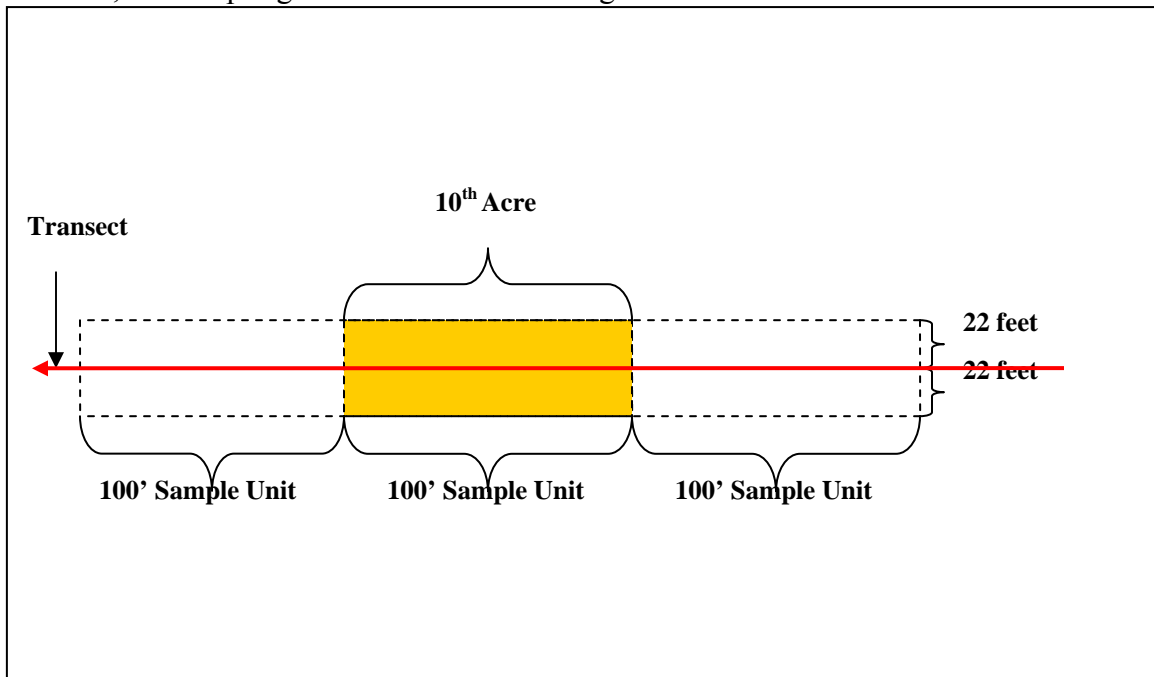 10th Acre
Transect
22 feet
22 feet
100’ Sample Unit 100’ Sample Unit 100’ Sample Unit